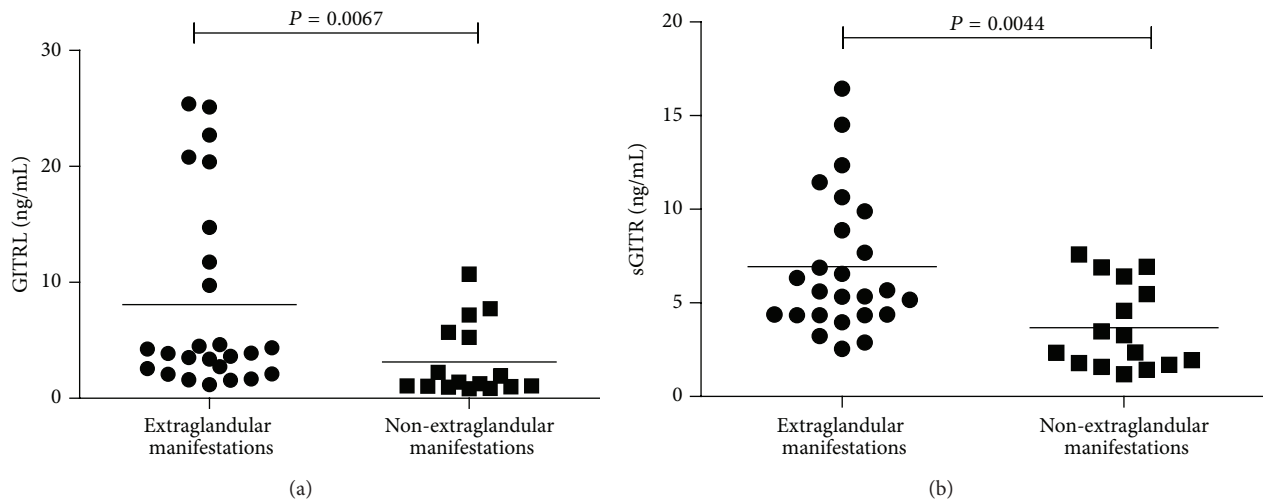 P = 0.0067
30
20
10
0
GITRL (ng/mL)
Extraglandular
manifestations
Non-extraglandular
manifestations
(a)
P = 0.0044
20
15
10
5
0
sGITR (ng/mL)
Extraglandular
manifestations
Non-extraglandular
manifestations
(b)